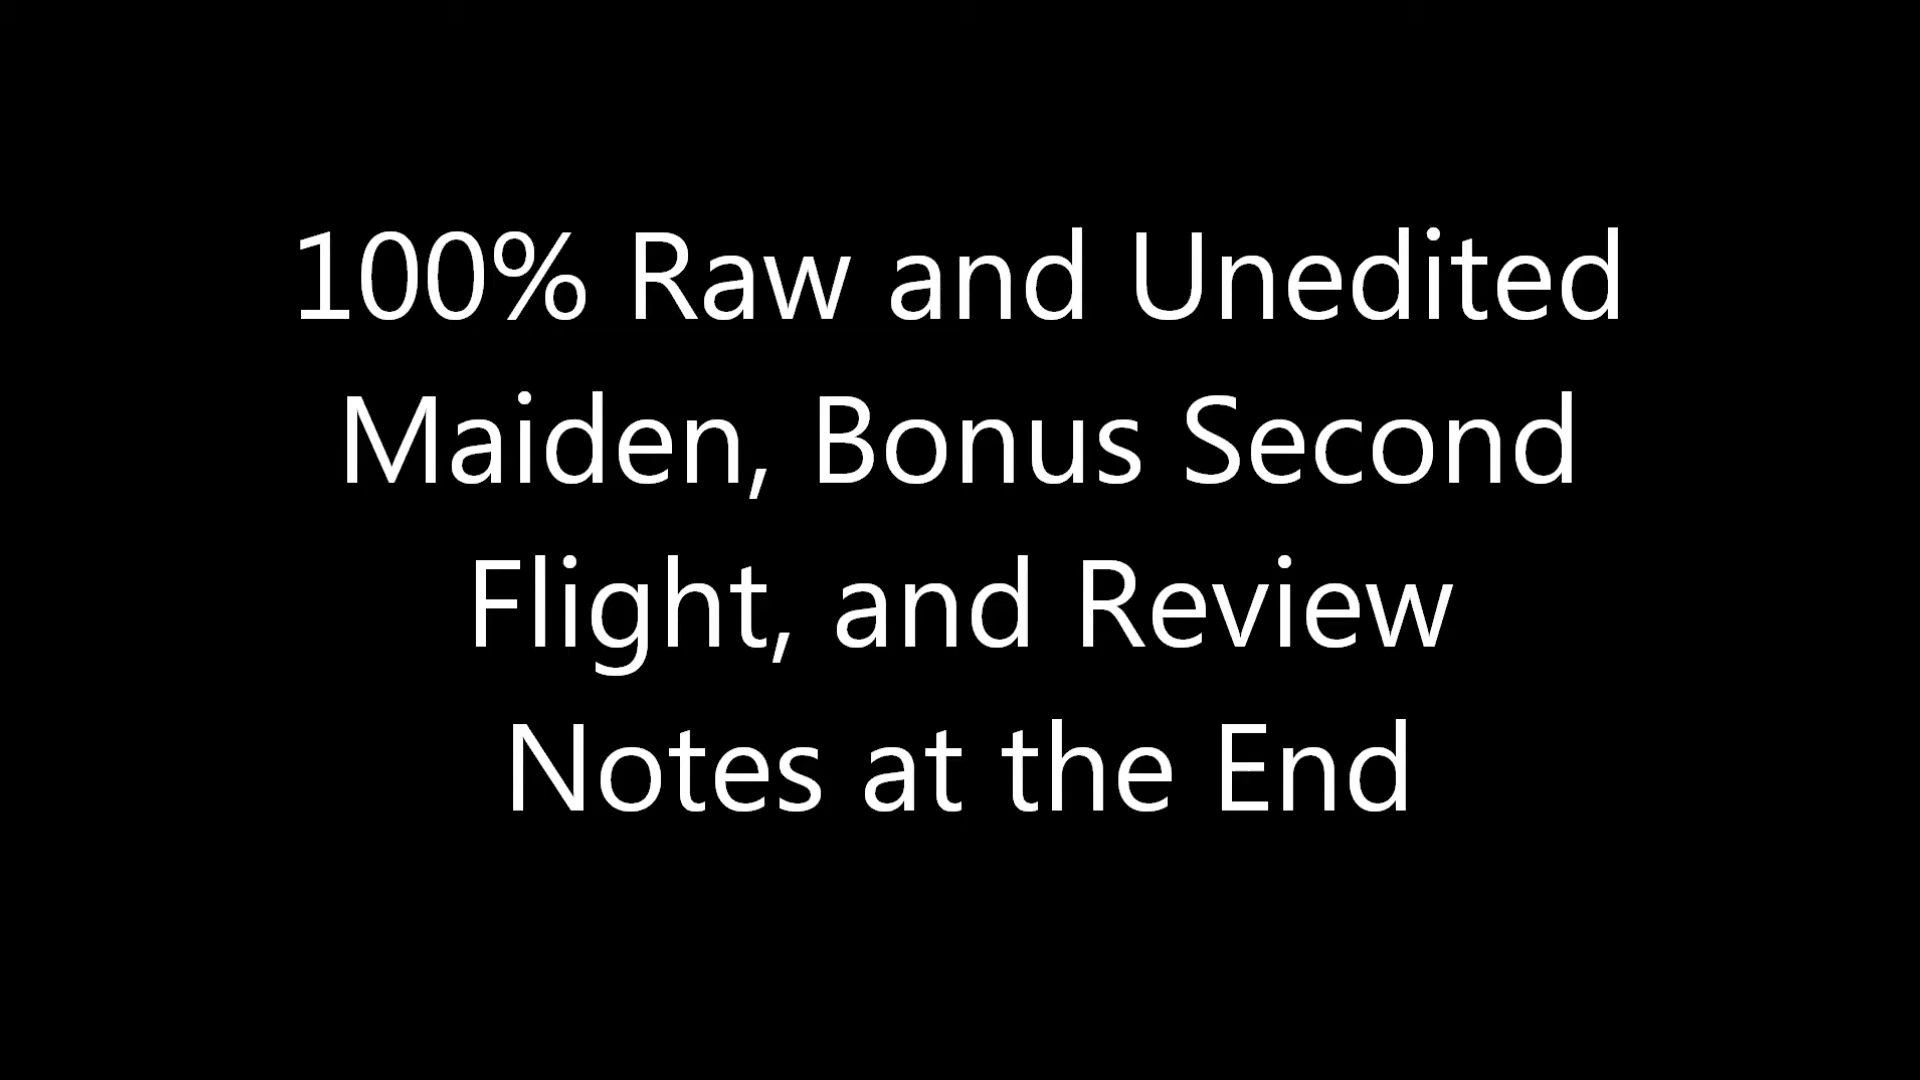 100% Raw and Unedited
Maiden, Bonus Second
Flight, and Review
Notes at the End